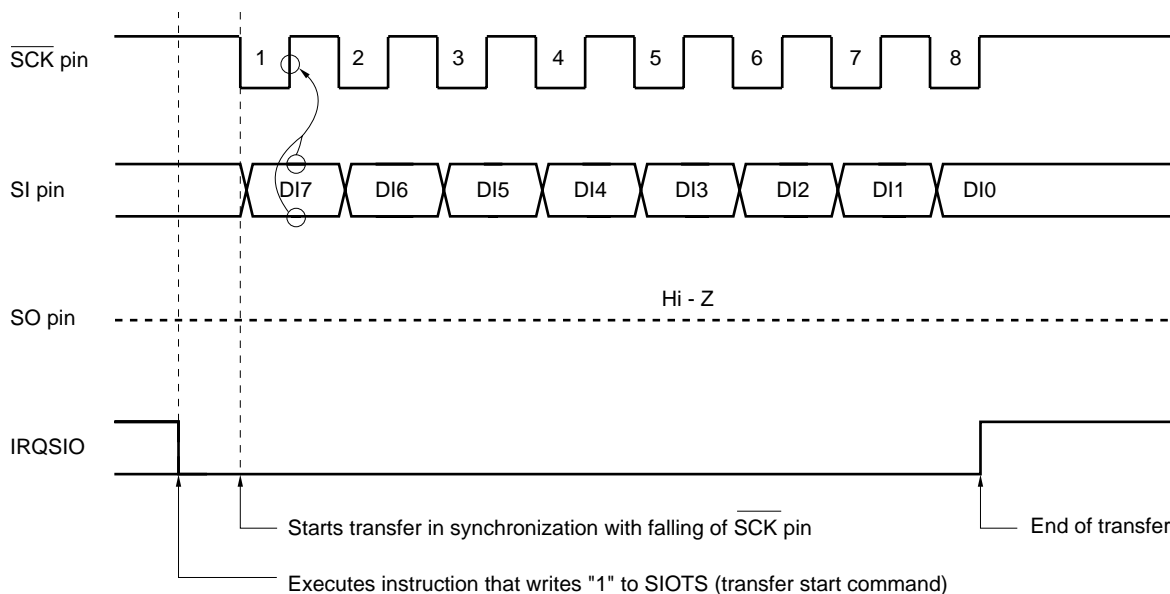 SCK pin
1 2 3 4 5 6 7 8
SI pin
DI7 DI6 DI5 DI4 DI3 DI2 DI1 DI0
Hi - Z
SO pin
IRQSIO
Starts transfer in synchronization with falling of SCK pin
End of transfer
Executes instruction that writes "1" to SIOTS (transfer start command)